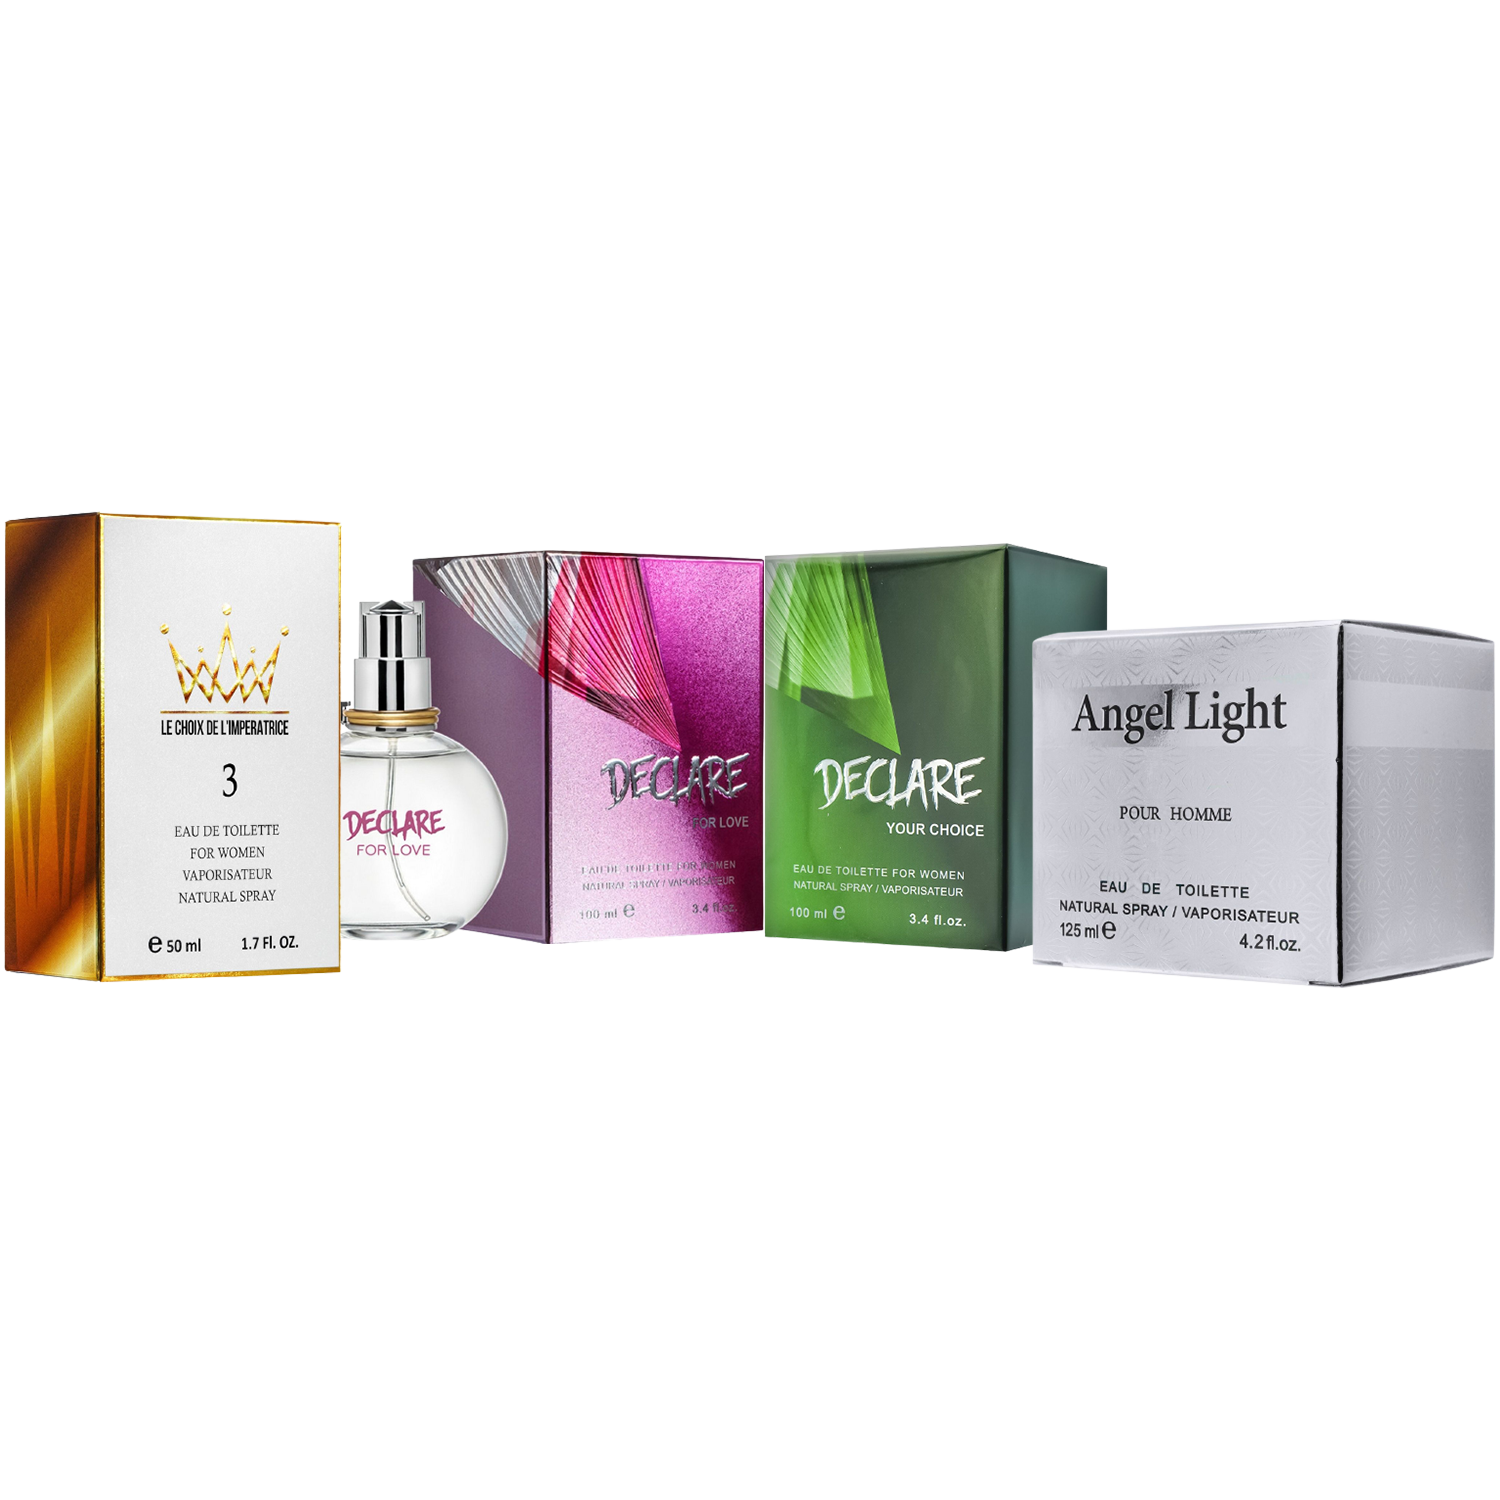 LE CHOIX DE L'IMPERATRICE
3
EAU DE TOILETTE
FOR WOMEN
VAPORISATEUR
NATURAL SPRAY
e 50 ml 1.7 Fl. OZ.
DECLARE
FOR LOVE
DECLARE
FOR LOVE
EAU DE TOILETTE FOR WOMEN
NATURAL SPRAY / VAPORISATEUR
100 ml e 3.4 fl.oz.
DECLARE
YOUR CHOICE
EAU DE TOILETTE FOR WOMEN
NATURAL SPRAY / VAPORISATEUR
100 ml e 3.4 fl.oz.
Angel Light
POUR HOMME
EAU DE TOILETTE
NATURAL SPRAY / VAPORISATEUR
125 ml e 4.2 fl.oz.